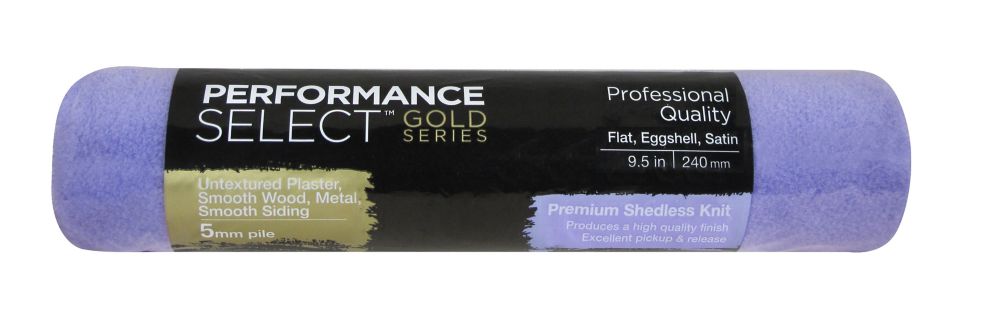 PERFORMANCE
SELECT™ GOLD SERIES
Untextured Plaster,
Smooth Wood, Metal,
Smooth Siding
5mm pile
Professional
Quality
Flat, Eggshell, Satin
9.5 in | 240 mm
Premium Shedless Knit
Produces a high quality finish
Excellent pickup & release